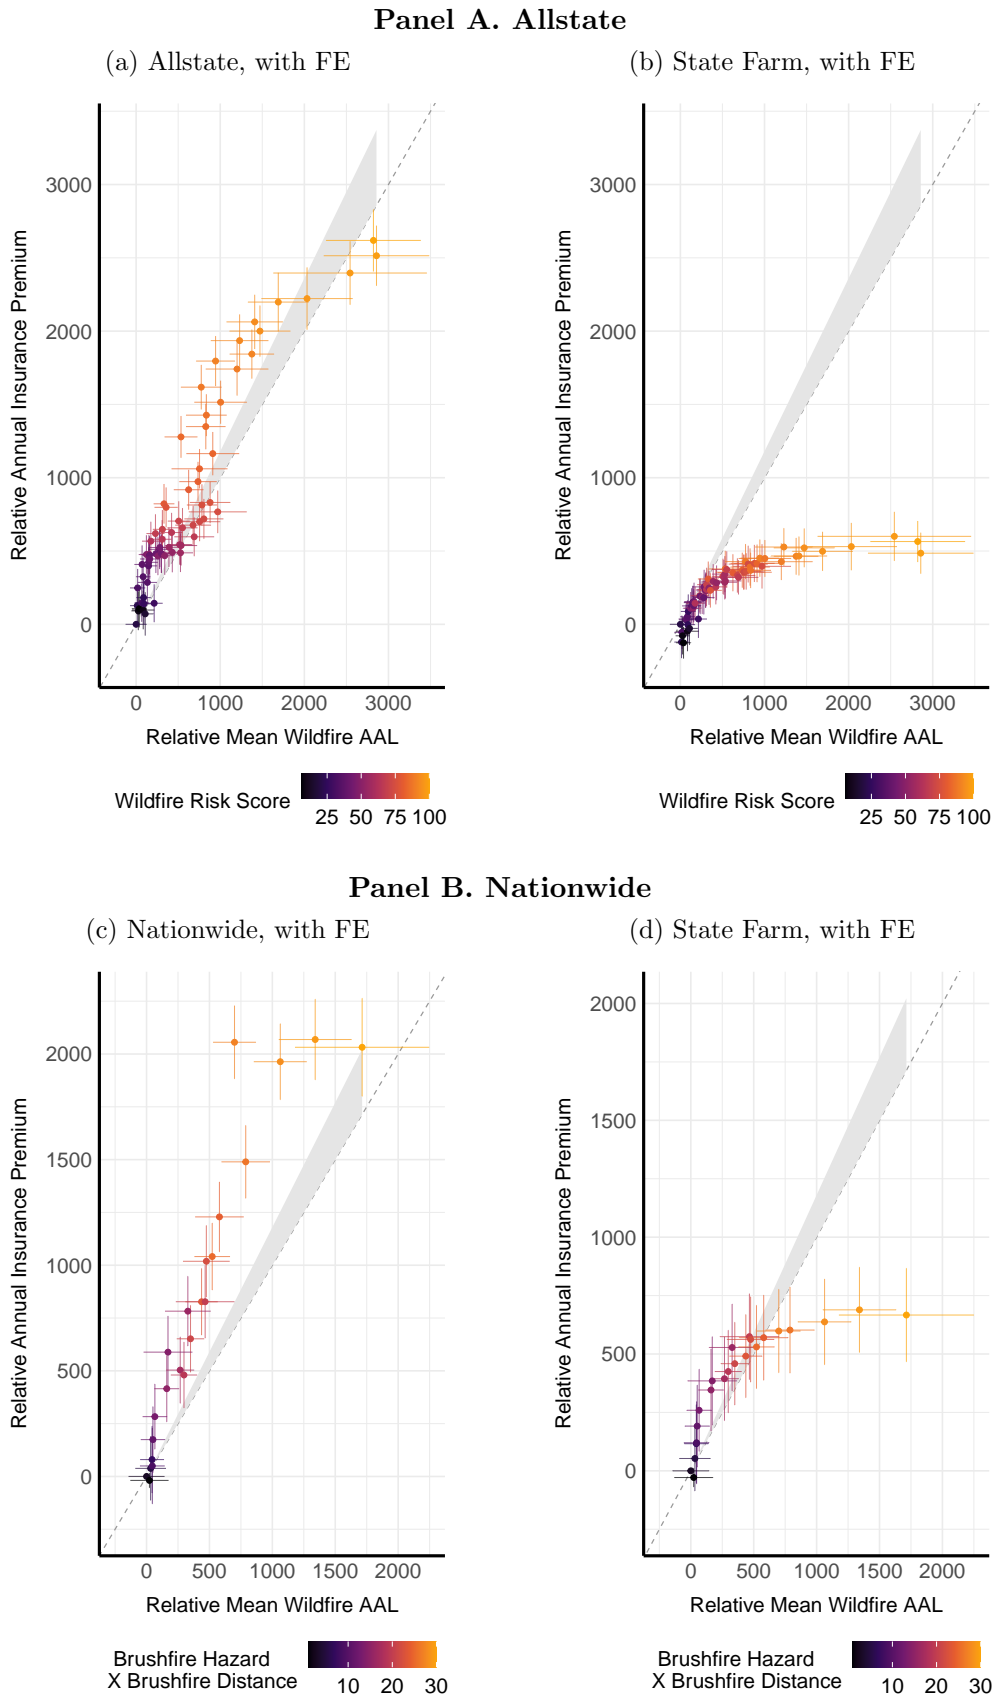 Panel A. Allstate
(a) Allstate, with FE
(b) State Farm, with FE
Relative Annual Insurance Premium
3000
2000
1000
0
0 1000 2000 3000
Relative Mean Wildfire AAL
Wildfire Risk Score
25 50 75 100
Relative Annual Insurance Premium
3000
2000
1000
0
0 1000 2000 3000
Relative Mean Wildfire AAL
Wildfire Risk Score
25 50 75 100
Panel B. Nationwide
(c) Nationwide, with FE
(d) State Farm, with FE
Relative Annual Insurance Premium
2000
1500
1000
500
0
0 500 1000 1500 2000
Relative Mean Wildfire AAL
Brushfire Hazard
X Brushfire Distance
10 20 30
Relative Annual Insurance Premium
2000
1500
1000
500
0
0 500 1000 1500 2000
Relative Mean Wildfire AAL
Brushfire Hazard
X Brushfire Distance
10 20 30